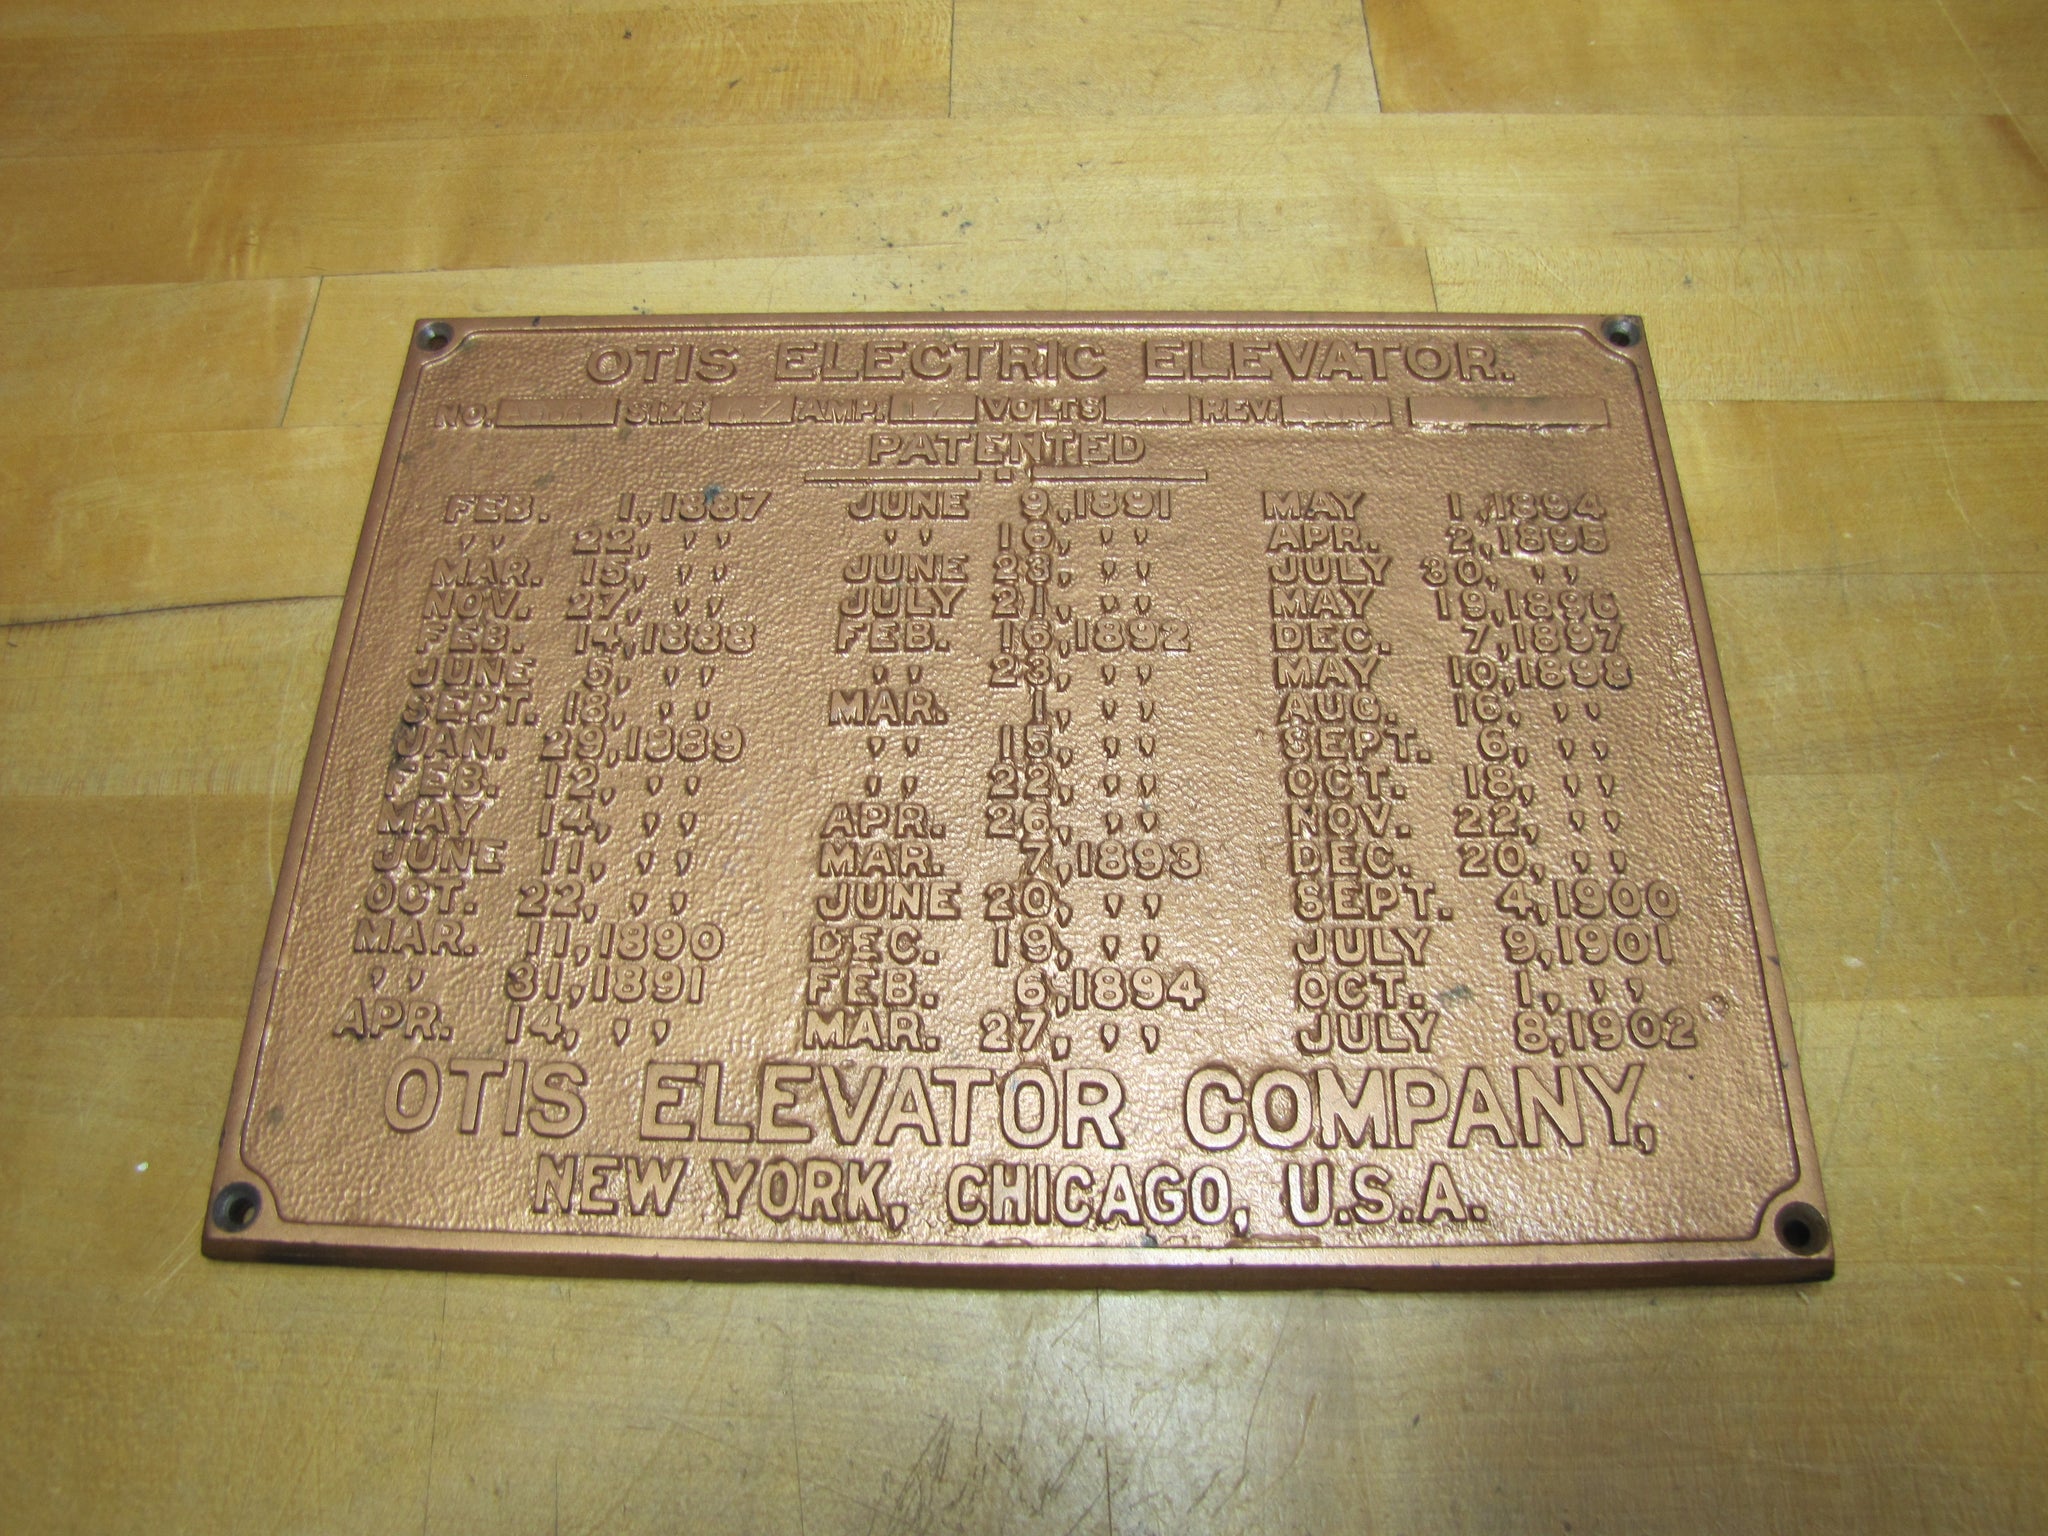 OTIS ELECTRIC ELEVATOR.
NO. SIZE AMP. 17 VOLTS 220 REV.
PATENTED
FEB. 1, 1887 JUNE 9, 1891 MAY 1, 1894
,, 22, ,, ,, 16, ,, APR. 2, 1895
MAR. 15, ,, JUNE 23, ,, JULY 30, ,,
NOV. 27, ,, JULY 21, ,, MAY 19, 1896
FEB. 14, 1888 FEB. 16, 1892 DEC. 7, 1897
JUNE 5, ,, ,, 23, ,, MAY 10, 1898
SEPT. 18, ,, MAR. 1, ,, AUG. 16, ,,
JAN. 29, 1889 ,, 15, ,, SEPT. 6, ,,
FEB. 12, ,, ,, 22, ,, OCT. 18, ,,
MAY 14, ,, APR. 26, ,, NOV. 22, ,,
JUNE 11, ,, MAR. 7, 1893 DEC. 20, ,,
OCT. 22, ,, JUNE 20, ,, SEPT. 4, 1900
MAR. 11, 1890 DEC. 19, ,, JULY 9, 1901
,, 31, 1891 FEB. 6, 1894 OCT. 1, ,,
APR. 14, ,, MAR. 27, ,, JULY 8, 1902
OTIS ELEVATOR COMPANY,
NEW YORK, CHICAGO, U.S.A.